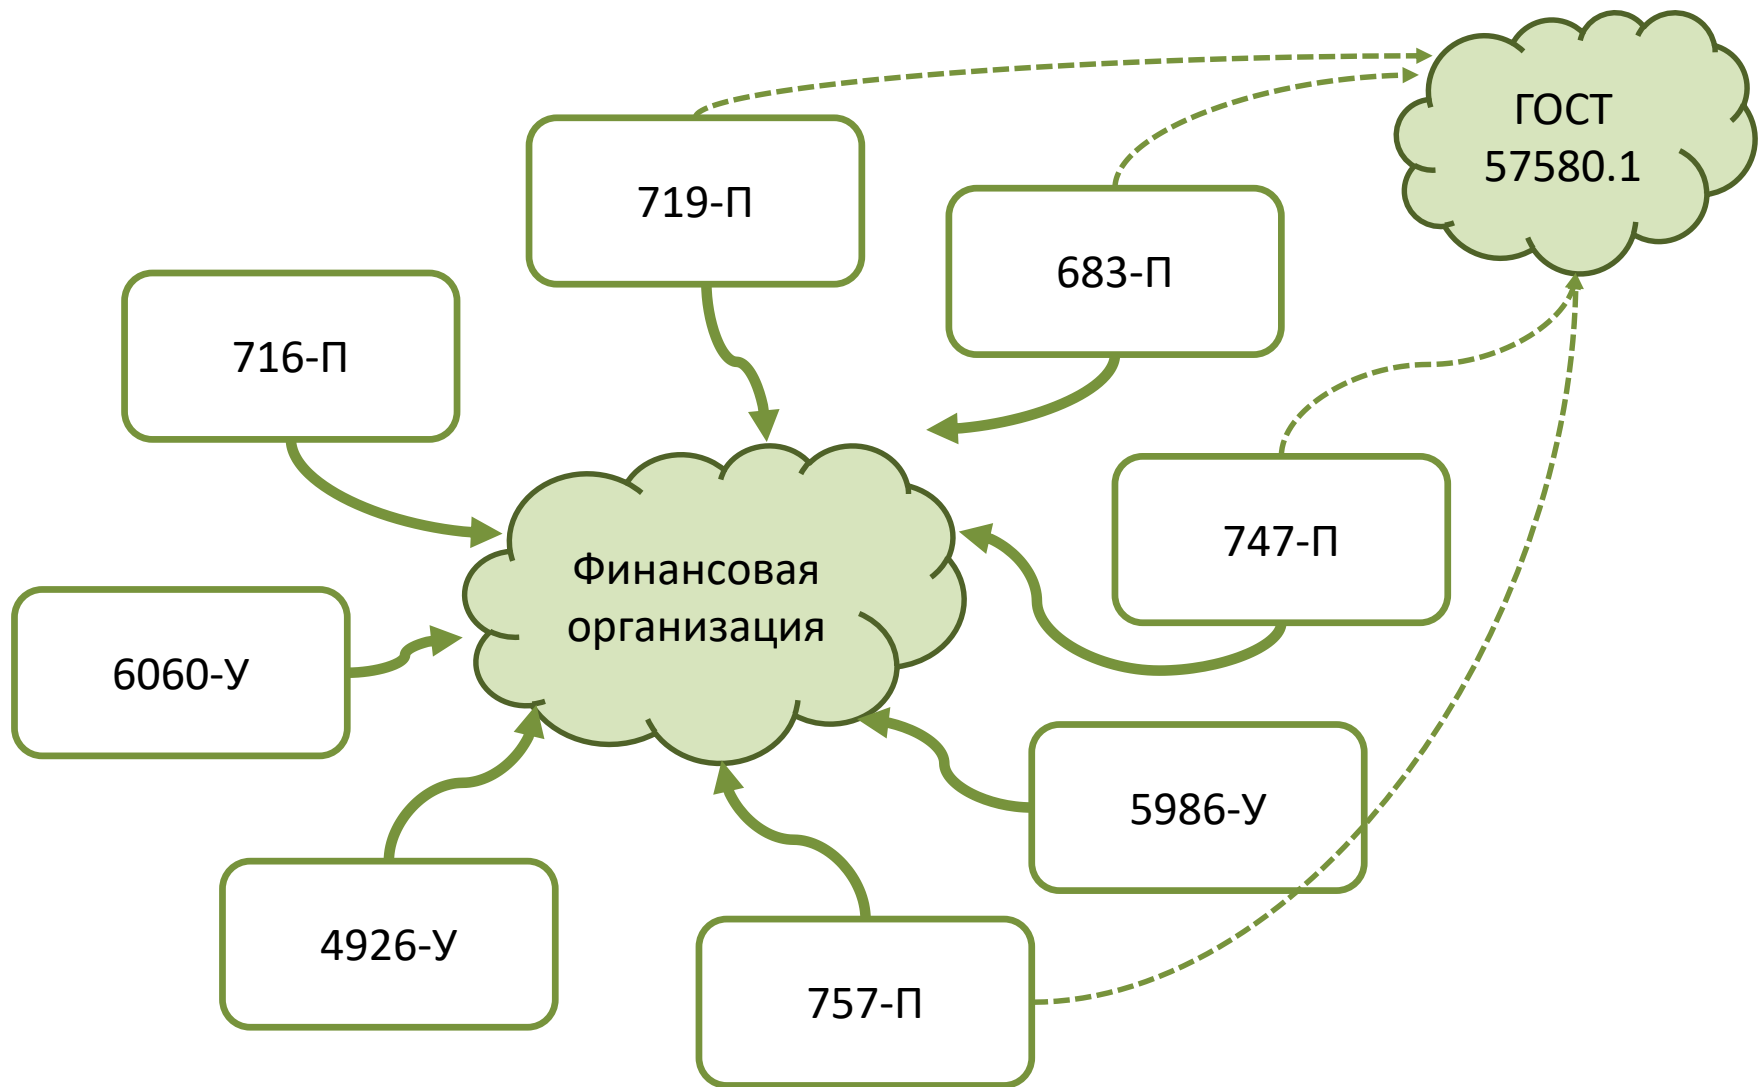 ГОСТ
57580.1
719-П
683-П
716-П
747-П
Финансовая
организация
6060-У
5986-У
4926-У
757-П